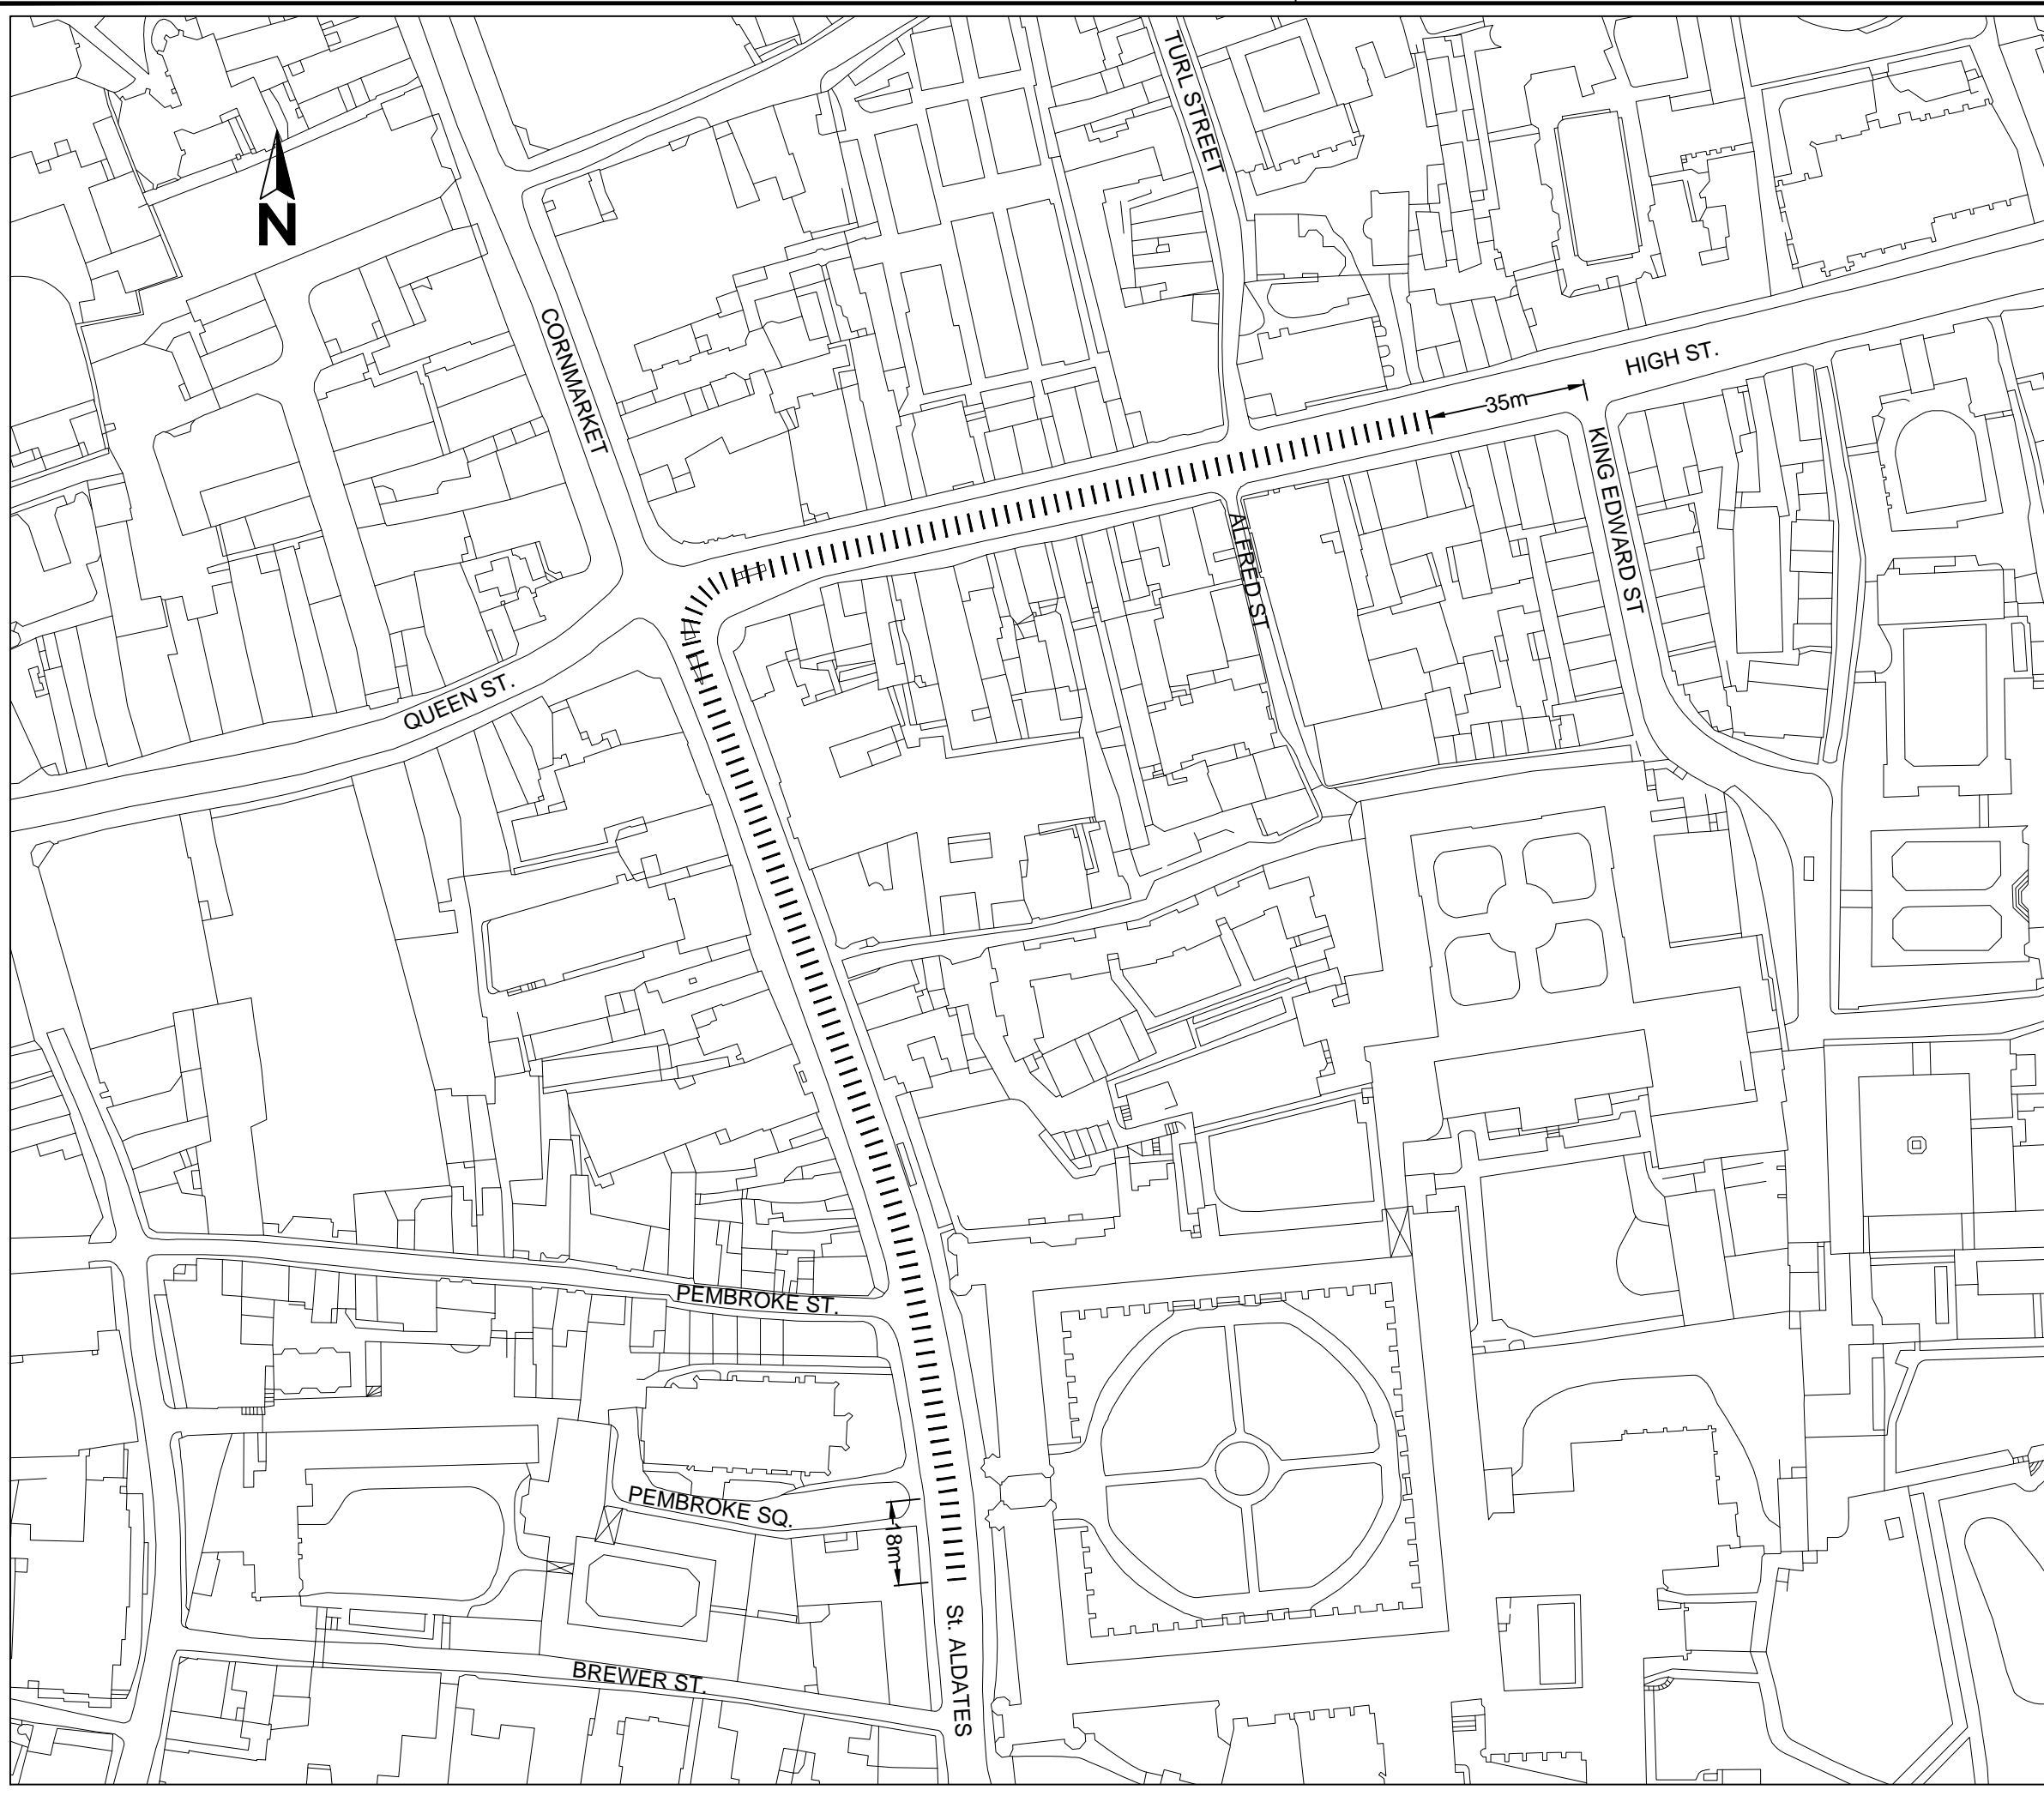 TURL STREET
N
CORNMARKET
HIGH ST.
35m
KING EDWARD ST
ALFRED ST
QUEEN ST.
PEMBROKE ST.
PEMBROKE SQ.
18m
St. ALDATES
BREWER ST.